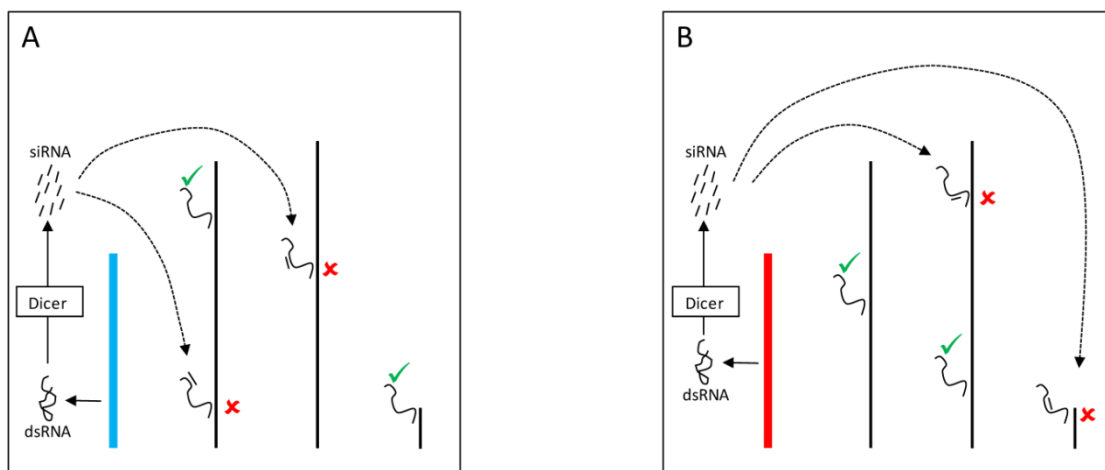 A
siRNA
Dicer
dsRNA
B
siRNA
Dicer
dsRNA